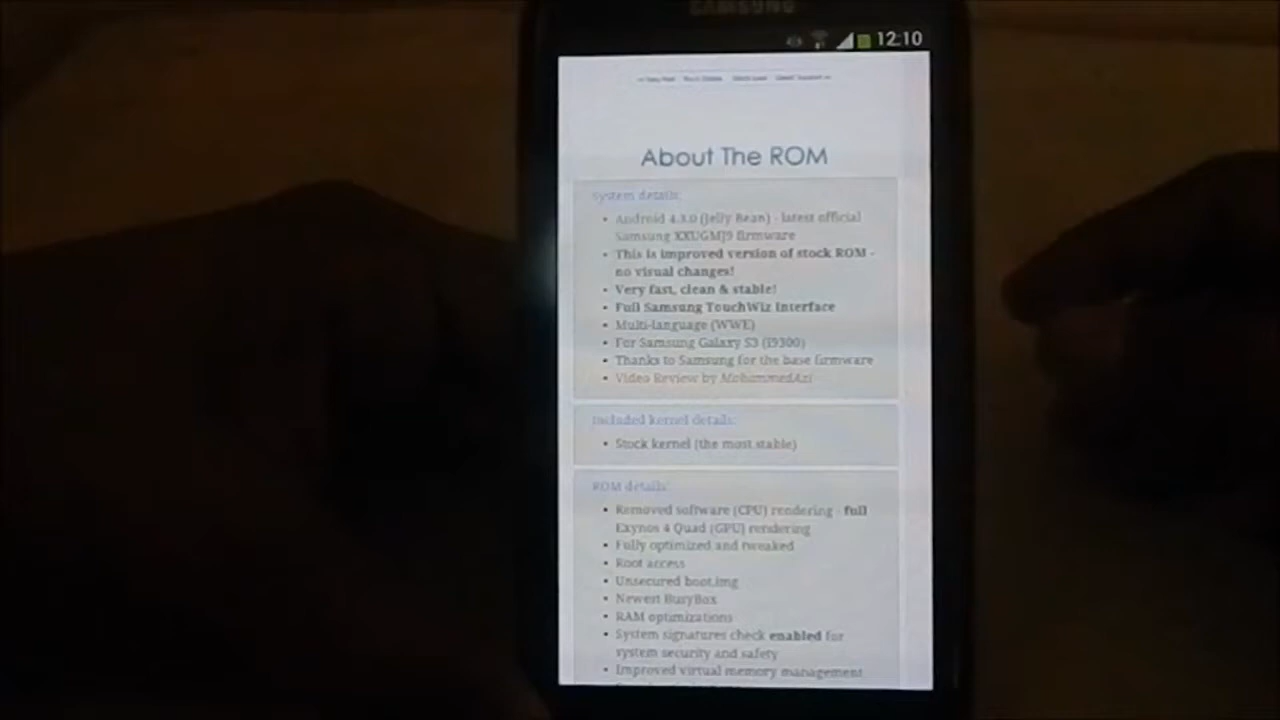 SAMSUNG
12:10
About The ROM
System details:
• Android 4.3.0 (Jelly Bean) - latest official
Samsung XXUGMJ9 firmware
• This is improved version of stock ROM -
no visual changes!
• Very fast, clean & stable!
• Full Samsung TouchWiz Interface
• Multi-language (WWE)
• For Samsung Galaxy S3 (I9300)
• Thanks to Samsung for the base firmware
• Video Review by MohammedAzi
Included kernel details:
• Stock kernel (the most stable)
ROM details:
• Removed software (CPU) rendering - full
Exynos 4 Quad (GPU) rendering
• Fully optimized and tweaked
• Root access
• Unsecured boot.img
• Newest BusyBox
• RAM optimizations
• System signatures check enabled for
system security and safety
• Improved virtual memory management